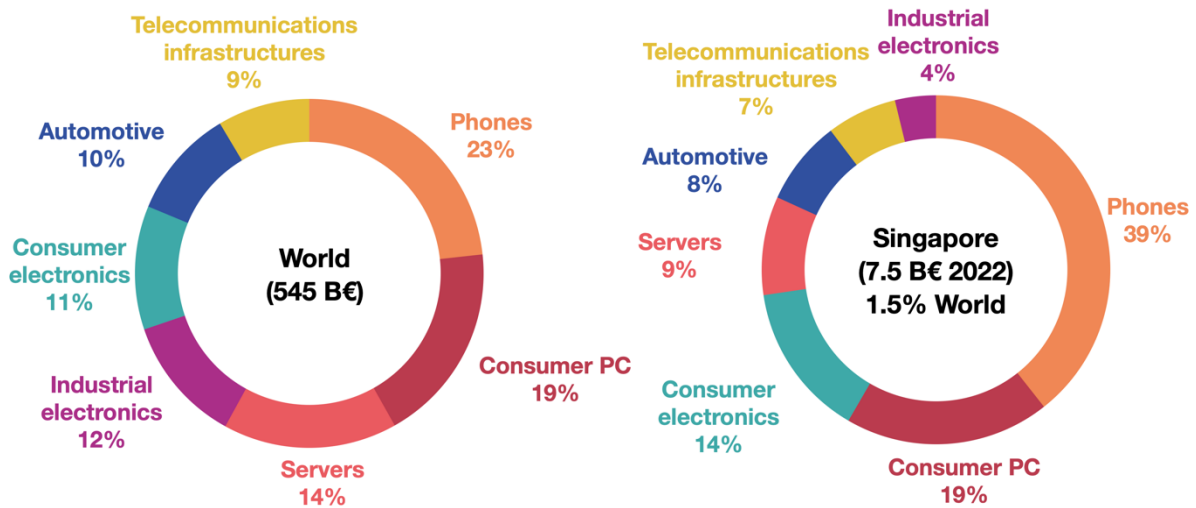 Telecommunications
infrastructures
9%
Phones
23%
Automotive
10%
Consumer
electronics
11%
World
(545 B€)
Consumer PC
19%
Industrial
electronics
12%
Servers
14%
Industrial
electronics
4%
Telecommunications
infrastructures
7%
Automotive
8%
Phones
39%
Servers
9%
Singapore
(7.5 B€ 2022)
1.5% World
Consumer
electronics
14%
Consumer PC
19%